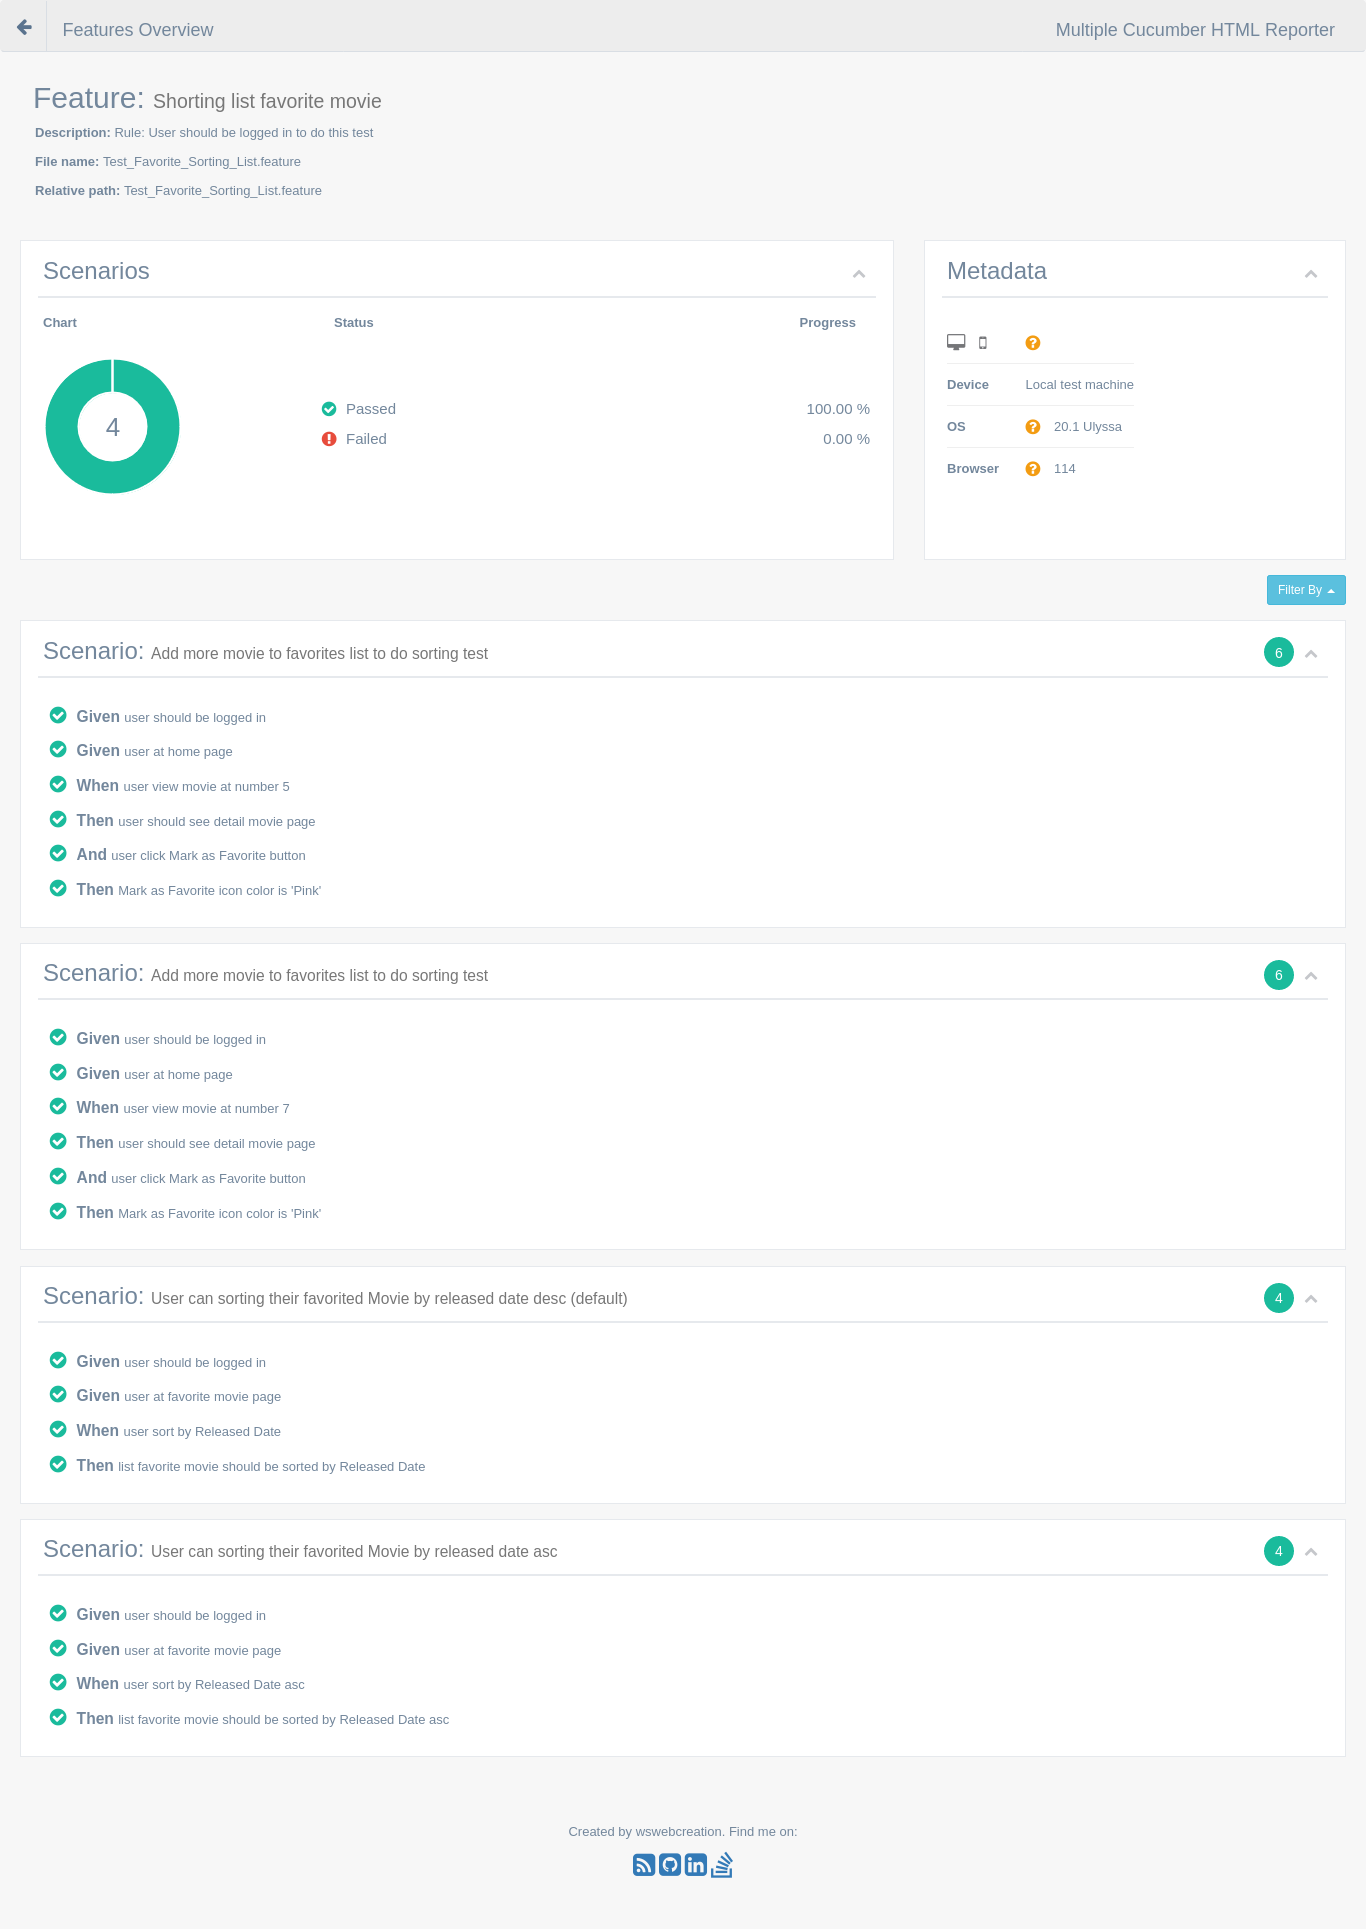 Features Overview
Multiple Cucumber HTML Reporter
Feature: Shorting list favorite movie
Description: Rule: User should be logged in to do this test
File name: Test_Favorite_Sorting_List.feature
Relative path: Test_Favorite_Sorting_List.feature
Scenarios
Chart Status Progress
4
Passed 100.00 %
Failed 0.00 %
Metadata
Device Local test machine
OS 20.1 Ulyssa
Browser 114
Filter By
Scenario: Add more movie to favorites list to do sorting test 6
Given user should be logged in
Given user at home page
When user view movie at number 5
Then user should see detail movie page
And user click Mark as Favorite button
Then Mark as Favorite icon color is 'Pink'
Scenario: Add more movie to favorites list to do sorting test 6
Given user should be logged in
Given user at home page
When user view movie at number 7
Then user should see detail movie page
And user click Mark as Favorite button
Then Mark as Favorite icon color is 'Pink'
Scenario: User can sorting their favorited Movie by released date desc (default) 4
Given user should be logged in
Given user at favorite movie page
When user sort by Released Date
Then list favorite movie should be sorted by Released Date
Scenario: User can sorting their favorited Movie by released date asc 4
Given user should be logged in
Given user at favorite movie page
When user sort by Released Date asc
Then list favorite movie should be sorted by Released Date asc
Created by wswebcreation. Find me on: